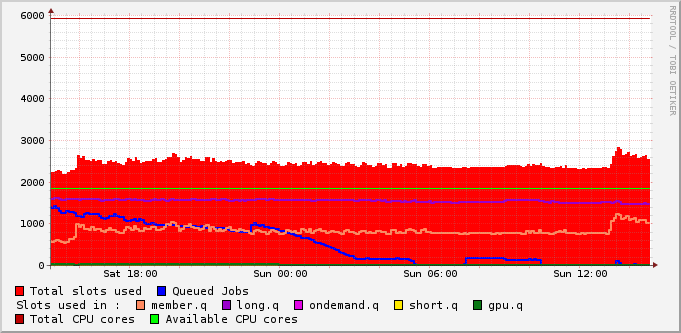 6000
5000
4000
3000
2000
1000
0
Sat 18:00 Sun 00:00 Sun 06:00 Sun 12:00
RRDTOOL / TOBI OETIKER
Total slots used Queued Jobs
Slots used in : member.q long.q ondemand.q short.q gpu.q
Total CPU cores Available CPU cores